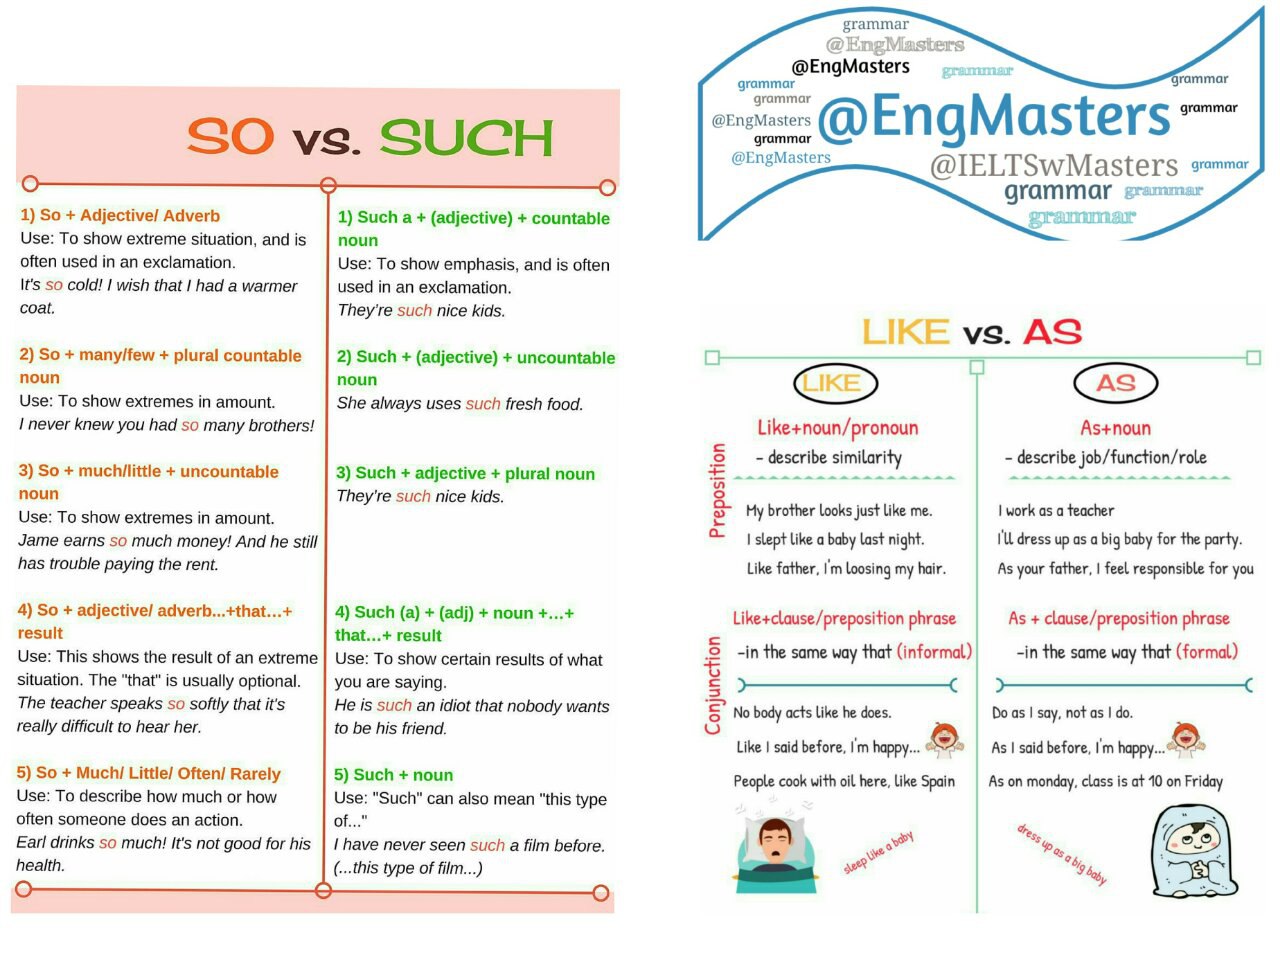 SO vs. SUCH
1) So + Adjective/ Adverb
Use: To show extreme situation, and is
often used in an exclamation.
It's so cold! I wish that I had a warmer
coat.
2) So + many/few + plural countable
noun
Use: To show extremes in amount.
I never knew you had so many brothers!
3) So + much/little + uncountable
noun
Use: To show extremes in amount.
Jame earns so much money! And he still
has trouble paying the rent.
4) So + adjective/ adverb...+that...+
result
Use: This shows the result of an extreme
situation. The "that" is usually optional.
The teacher speaks so softly that it's
really difficult to hear her.
5) So + Much/ Little/ Often/ Rarely
Use: To describe how much or how
often someone does an action.
Earl drinks so much! It's not good for his
health.
1) Such a + (adjective) + countable
noun
Use: To show emphasis, and is often
used in an exclamation.
They're such nice kids.
2) Such + (adjective) + uncountable
noun
She always uses such fresh food.
3) Such + adjective + plural noun
They're such nice kids.
4) Such (a) + (adj) + noun +...+
that...+ result
Use: To show certain results of what
you are saying.
He is such an idiot that nobody wants
to be his friend.
5) Such + noun
Use: "Such" can also mean "this type
of..."
I have never seen such a film before.
(...this type of film...)
grammar
@EngMasters
@EngMasters
grammar
grammar
grammar
grammar
@EngMasters
grammar
@EngMasters
@EngMasters
grammar
@IELTSwMasters
grammar
grammar
grammar
grammar
LIKE vs. AS
LIKE
AS
Preposition
Like+noun/pronoun
- describe similarity
My brother looks just like me.
I slept like a baby last night.
Like father, I'm loosing my hair.
As+noun
- describe job/function/role
I work as a teacher
I'll dress up as a big baby for the party.
As your father, I feel responsible for you
Conjunction
Like+clause/preposition phrase
-in the same way that (informal)
No body acts like he does.
Like I said before, I'm happy...
People cook with oil here, like Spain
As + clause/preposition phrase
-in the same way that (formal)
Do as I say, not as I do.
As I said before, I'm happy...
As on monday, class is at 10 on Friday
sleep like a baby
dress up as a big baby